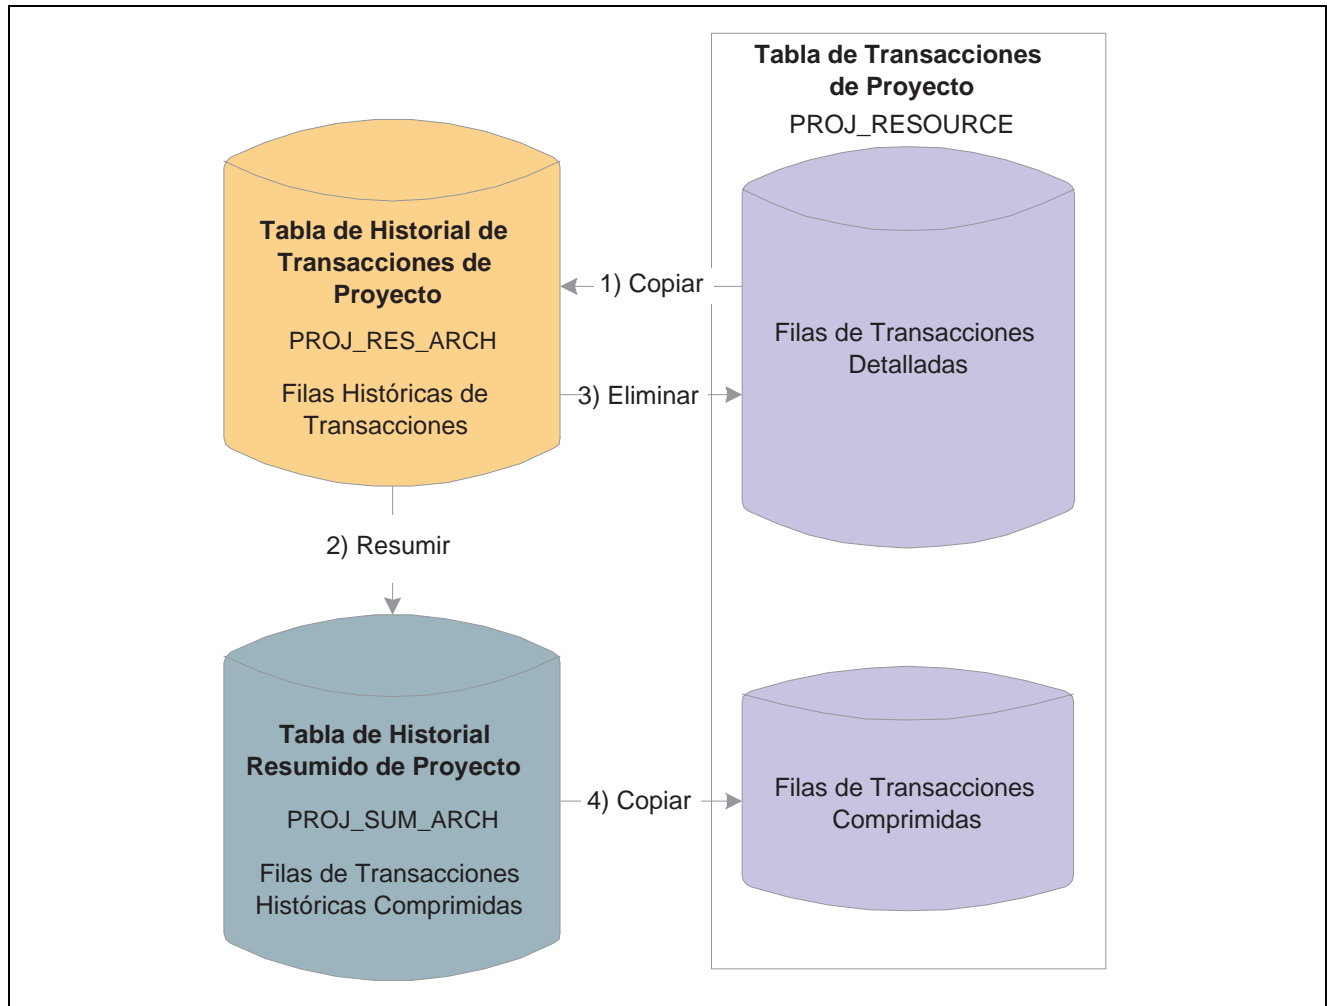 Tabla de Transacciones
de Proyecto
PROJ_RESOURCE
Tabla de Historial de
Transacciones de
Proyecto
PROJ_RES_ARCH
Filas Históricas de
Transacciones
1) Copiar
3) Eliminar
Filas de Transacciones
Detalladas
2) Resumir
Tabla de Historial
Resumido de Proyecto
PROJ_SUM_ARCH
Filas de Transacciones
Históricas Comprimidas
4) Copiar
Filas de Transacciones
Comprimidas